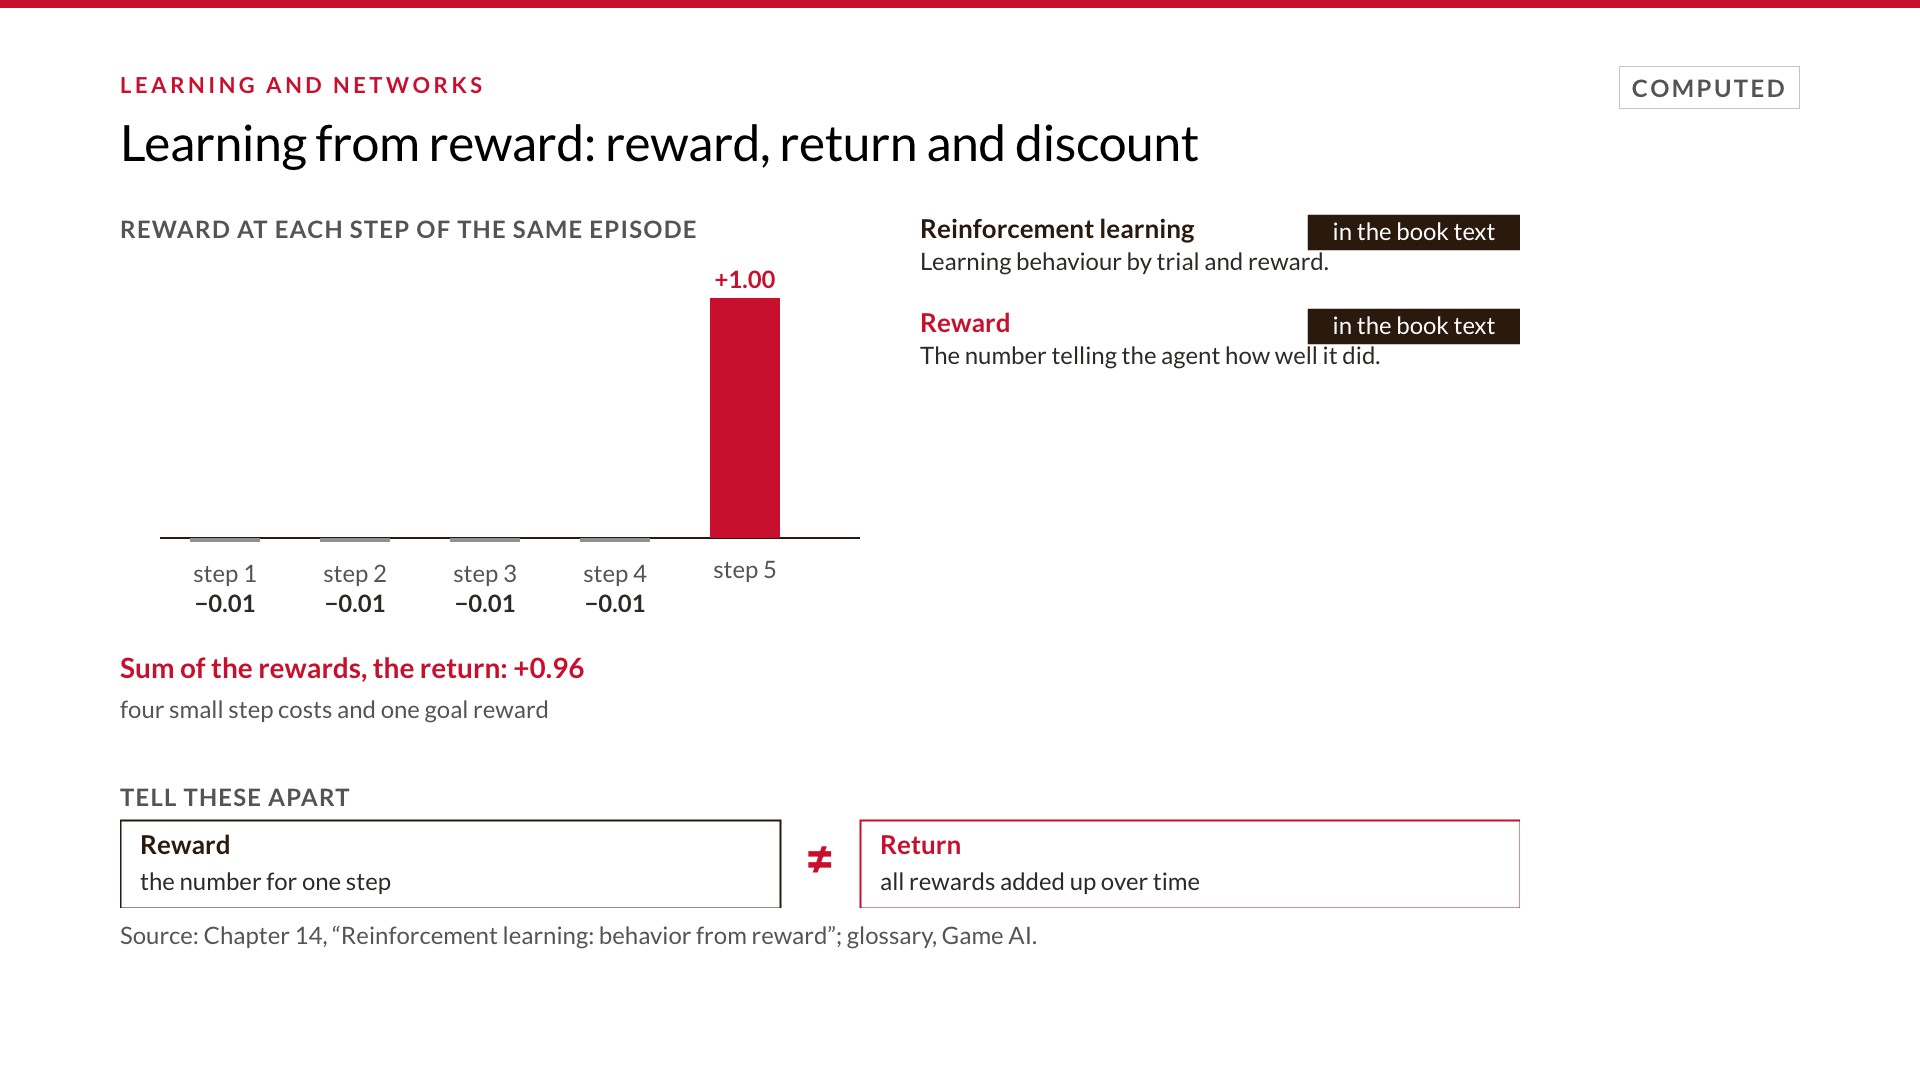 LEARNING AND NETWORKS
COMPUTED
Learning from reward: reward, return and discount
REWARD AT EACH STEP OF THE SAME EPISODE
+1.00
step 1
step 2
step 3
step 4
step 5
−0.01
−0.01
−0.01
−0.01
Sum of the rewards, the return: +0.96
four small step costs and one goal reward
Reinforcement learning
in the book text
Learning behaviour by trial and reward.
Reward
in the book text
The number telling the agent how well it did.
TELL THESE APART
Reward
the number for one step
≠
Return
all rewards added up over time
Source: Chapter 14, “Reinforcement learning: behavior from reward”; glossary, Game AI.